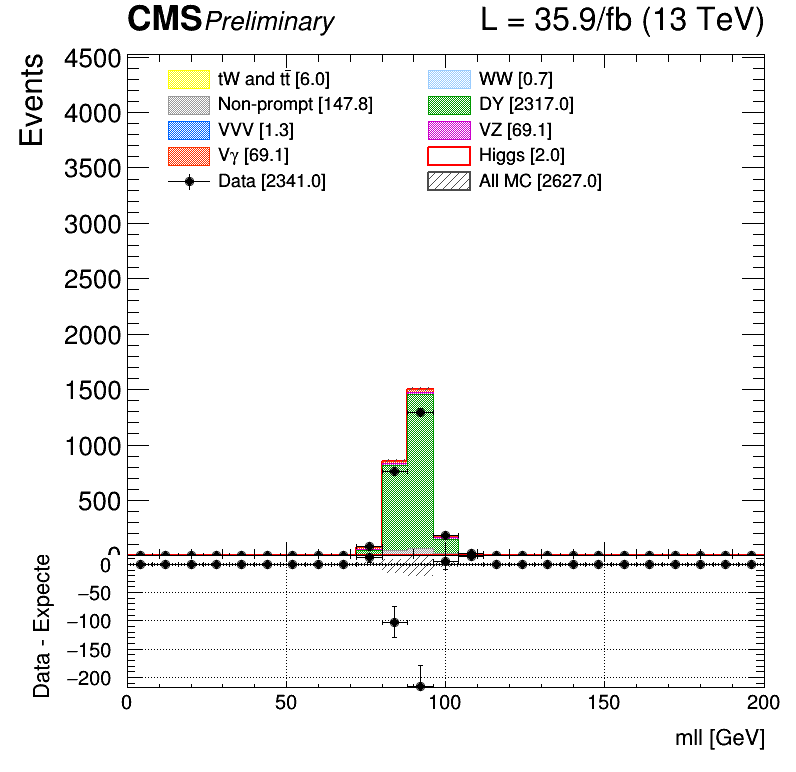 CMS Preliminary L = 35.9/fb (13 TeV)
Events
4500
4000
3500
3000
2500
2000
1500
1000
500
0
tW and tt̄ [6.0] WW [0.7]
Non-prompt [147.8] DY [2317.0]
VVV [1.3] VZ [69.1]
Vγ [69.1] Higgs [2.0]
Data [2341.0] All MC [2627.0]
Data - Expecte
0
−50
−100
−150
−200
0 50 100 150 200
mll [GeV]